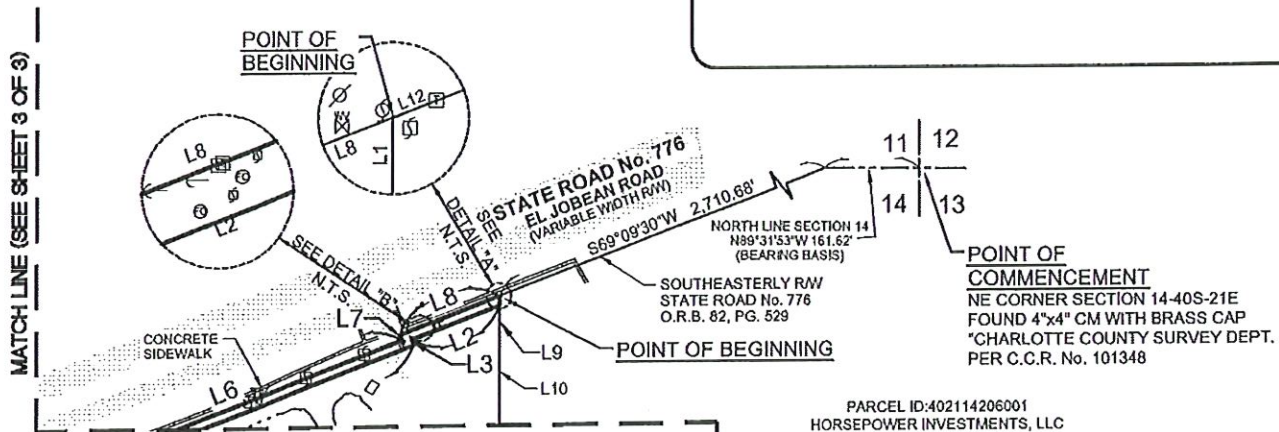 MATCH LINE (SEE SHEET 3 OF 3)
POINT OF
BEGINNING
L12
L8
L1
L8
L2
SEE
DETAIL "A"
N.T.S.
SEE DETAIL "B"
N.T.S.
STATE ROAD No. 776
EL JOBEAN ROAD
(VARIABLE WIDTH R/W)
S69°09'30"W 2,710.68'
11
12
14
13
NORTH LINE SECTION 14
N89°31'53"W 161.62'
(BEARING BASIS)
POINT OF
COMMENCEMENT
NE CORNER SECTION 14-40S-21E
FOUND 4"x4" CM WITH BRASS CAP
"CHARLOTTE COUNTY SURVEY DEPT.
PER C.C.R. No. 101348
SOUTHEASTERLY R/W
STATE ROAD No. 776
O.R.B. 82, PG. 529
L8
L7
L2
L3
L9
POINT OF BEGINNING
L10
CONCRETE
SIDEWALK
L6
PARCEL ID:402114206001
HORSEPOWER INVESTMENTS, LLC